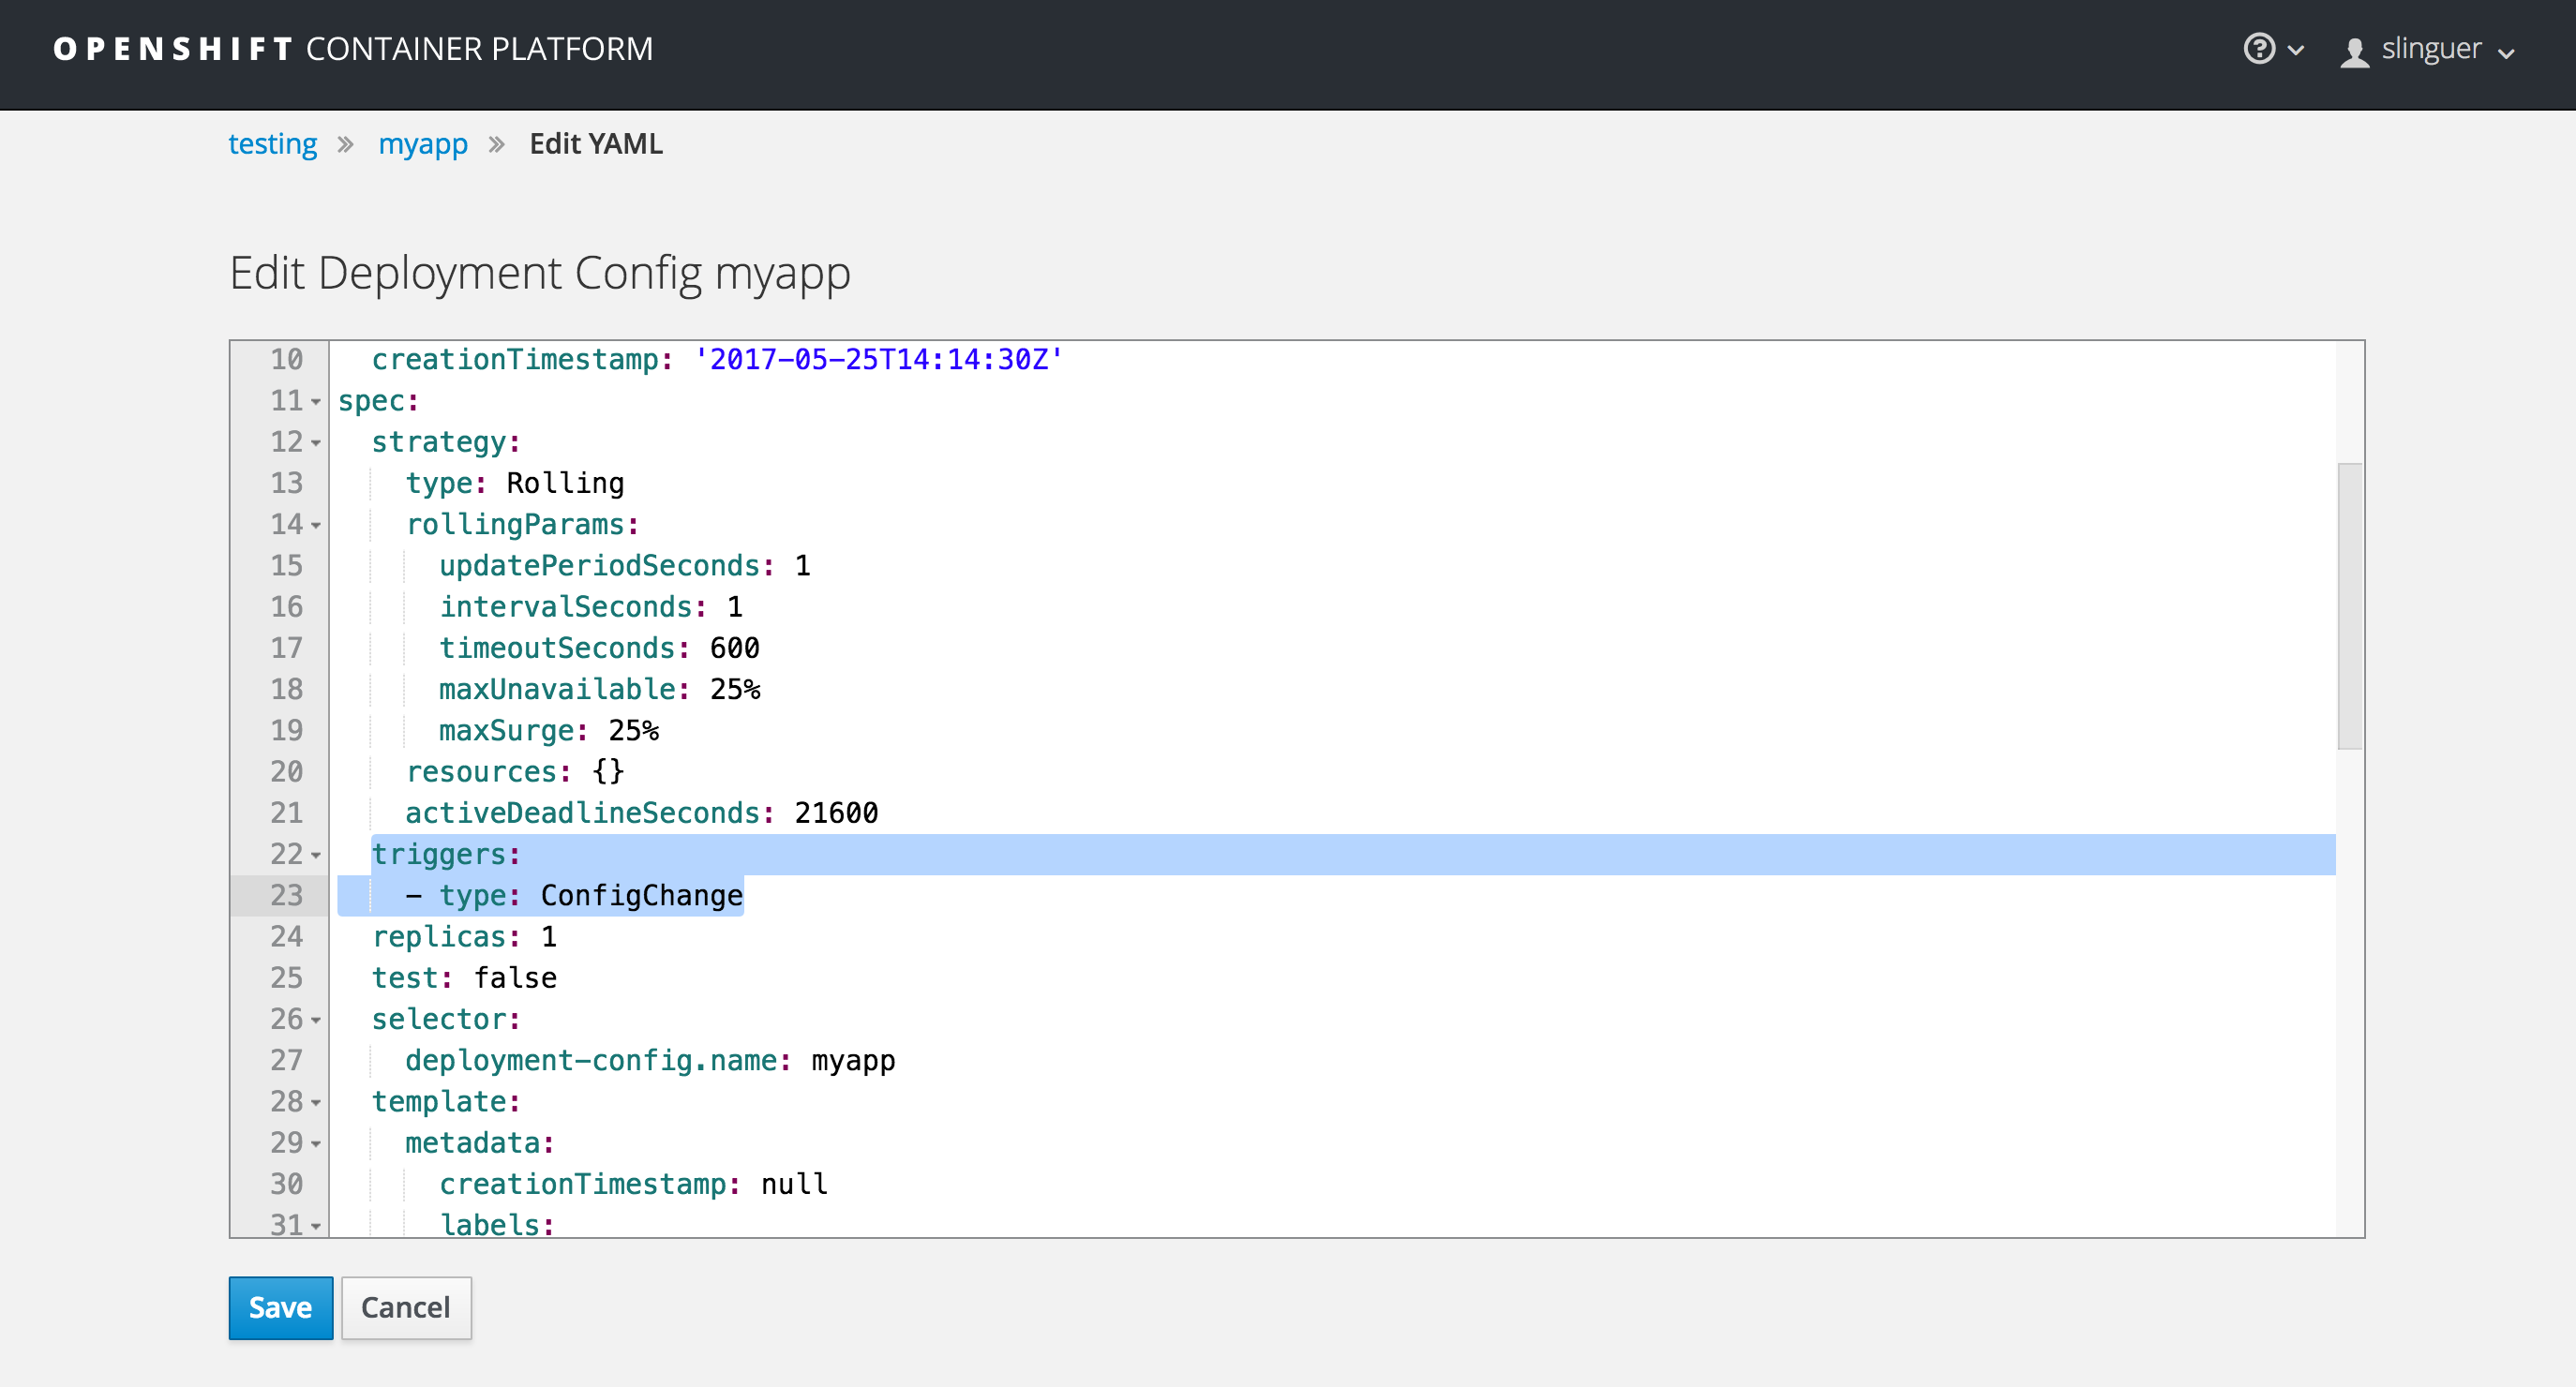 OPENSHIFT CONTAINER PLATFORM
slinguer
testing » myapp » Edit YAML
Edit Deployment Config myapp
10   creationTimestamp: '2017-05-25T14:14:30Z'
11 spec:
12   strategy:
13     type: Rolling
14     rollingParams:
15       updatePeriodSeconds: 1
16       intervalSeconds: 1
17       timeoutSeconds: 600
18       maxUnavailable: 25%
19       maxSurge: 25%
20     resources: {}
21     activeDeadlineSeconds: 21600
22   triggers:
23     - type: ConfigChange
24   replicas: 1
25   test: false
26   selector:
27     deployment-config.name: myapp
28   template:
29     metadata:
30       creationTimestamp: null
31       labels:
Save Cancel